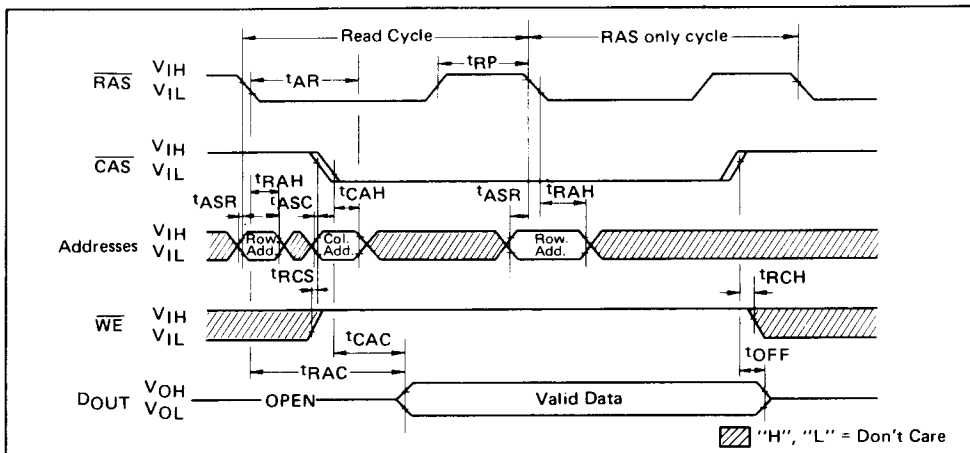 Read Cycle RAS only cycle
tRP
RAS VIH VIL tAR
CAS VIH VIL
tRAH tCAH tASR tRAH
tASR tASC
Addresses VIH VIL Row Add. Col. Add. Row. Add.
tRCS tRCH
WE VIH VIL
tCAC tOFF
tRAC
DOUT VOH VOL OPEN Valid Data
"H", "L" = Don't Care